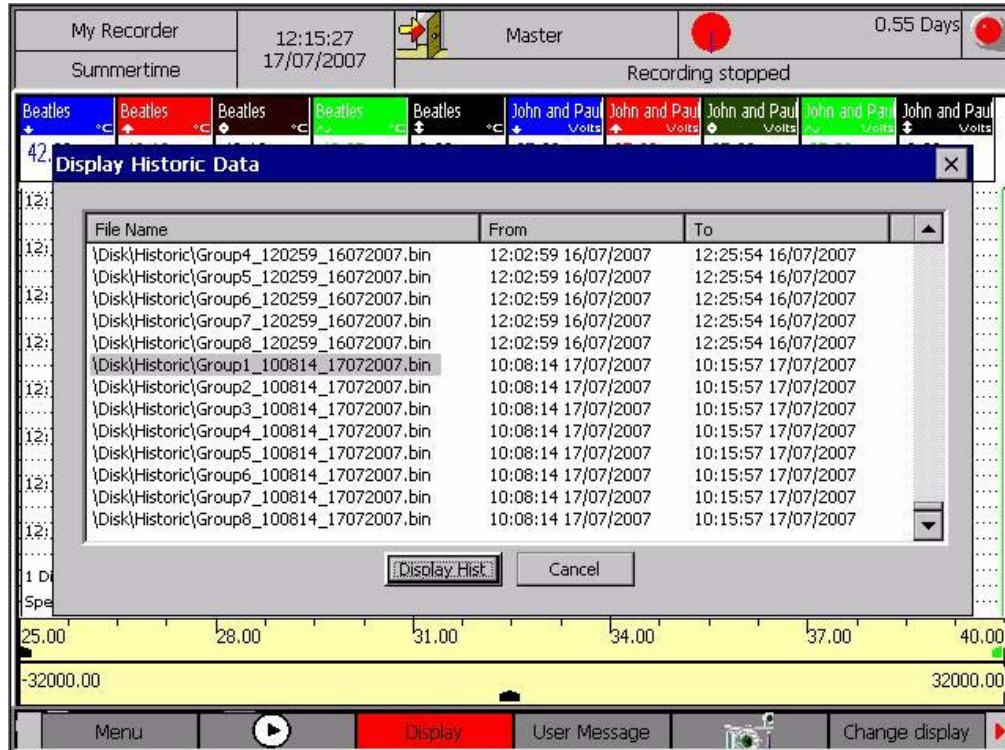 My Recorder
Summertime
12:15:27
17/07/2007
Master
0.55 Days
Recording stopped
Beatles Beatles Beatles Beatles Beatles John and Paul John and Paul John and Paul John and Paul John and Paul
°C °C °C °C °C Volts Volts Volts Volts Volts
42.
Display Historic Data
File Name From To
\Disk\Historic\Group4_120259_16072007.bin 12:02:59 16/07/2007 12:25:54 16/07/2007
\Disk\Historic\Group5_120259_16072007.bin 12:02:59 16/07/2007 12:25:54 16/07/2007
\Disk\Historic\Group6_120259_16072007.bin 12:02:59 16/07/2007 12:25:54 16/07/2007
\Disk\Historic\Group7_120259_16072007.bin 12:02:59 16/07/2007 12:25:54 16/07/2007
\Disk\Historic\Group8_120259_16072007.bin 12:02:59 16/07/2007 12:25:54 16/07/2007
\Disk\Historic\Group1_100814_17072007.bin 10:08:14 17/07/2007 10:15:57 17/07/2007
\Disk\Historic\Group2_100814_17072007.bin 10:08:14 17/07/2007 10:15:57 17/07/2007
\Disk\Historic\Group3_100814_17072007.bin 10:08:14 17/07/2007 10:15:57 17/07/2007
\Disk\Historic\Group4_100814_17072007.bin 10:08:14 17/07/2007 10:15:57 17/07/2007
\Disk\Historic\Group5_100814_17072007.bin 10:08:14 17/07/2007 10:15:57 17/07/2007
\Disk\Historic\Group6_100814_17072007.bin 10:08:14 17/07/2007 10:15:57 17/07/2007
\Disk\Historic\Group7_100814_17072007.bin 10:08:14 17/07/2007 10:15:57 17/07/2007
\Disk\Historic\Group8_100814_17072007.bin 10:08:14 17/07/2007 10:15:57 17/07/2007
Display Hist Cancel
12:
12:
12:
12:
12:
12:
12:
12:
1 Di
Spe
25.00 28.00 31.00 34.00 37.00 40.00
-32000.00 32000.00
Menu Display User Message Change display